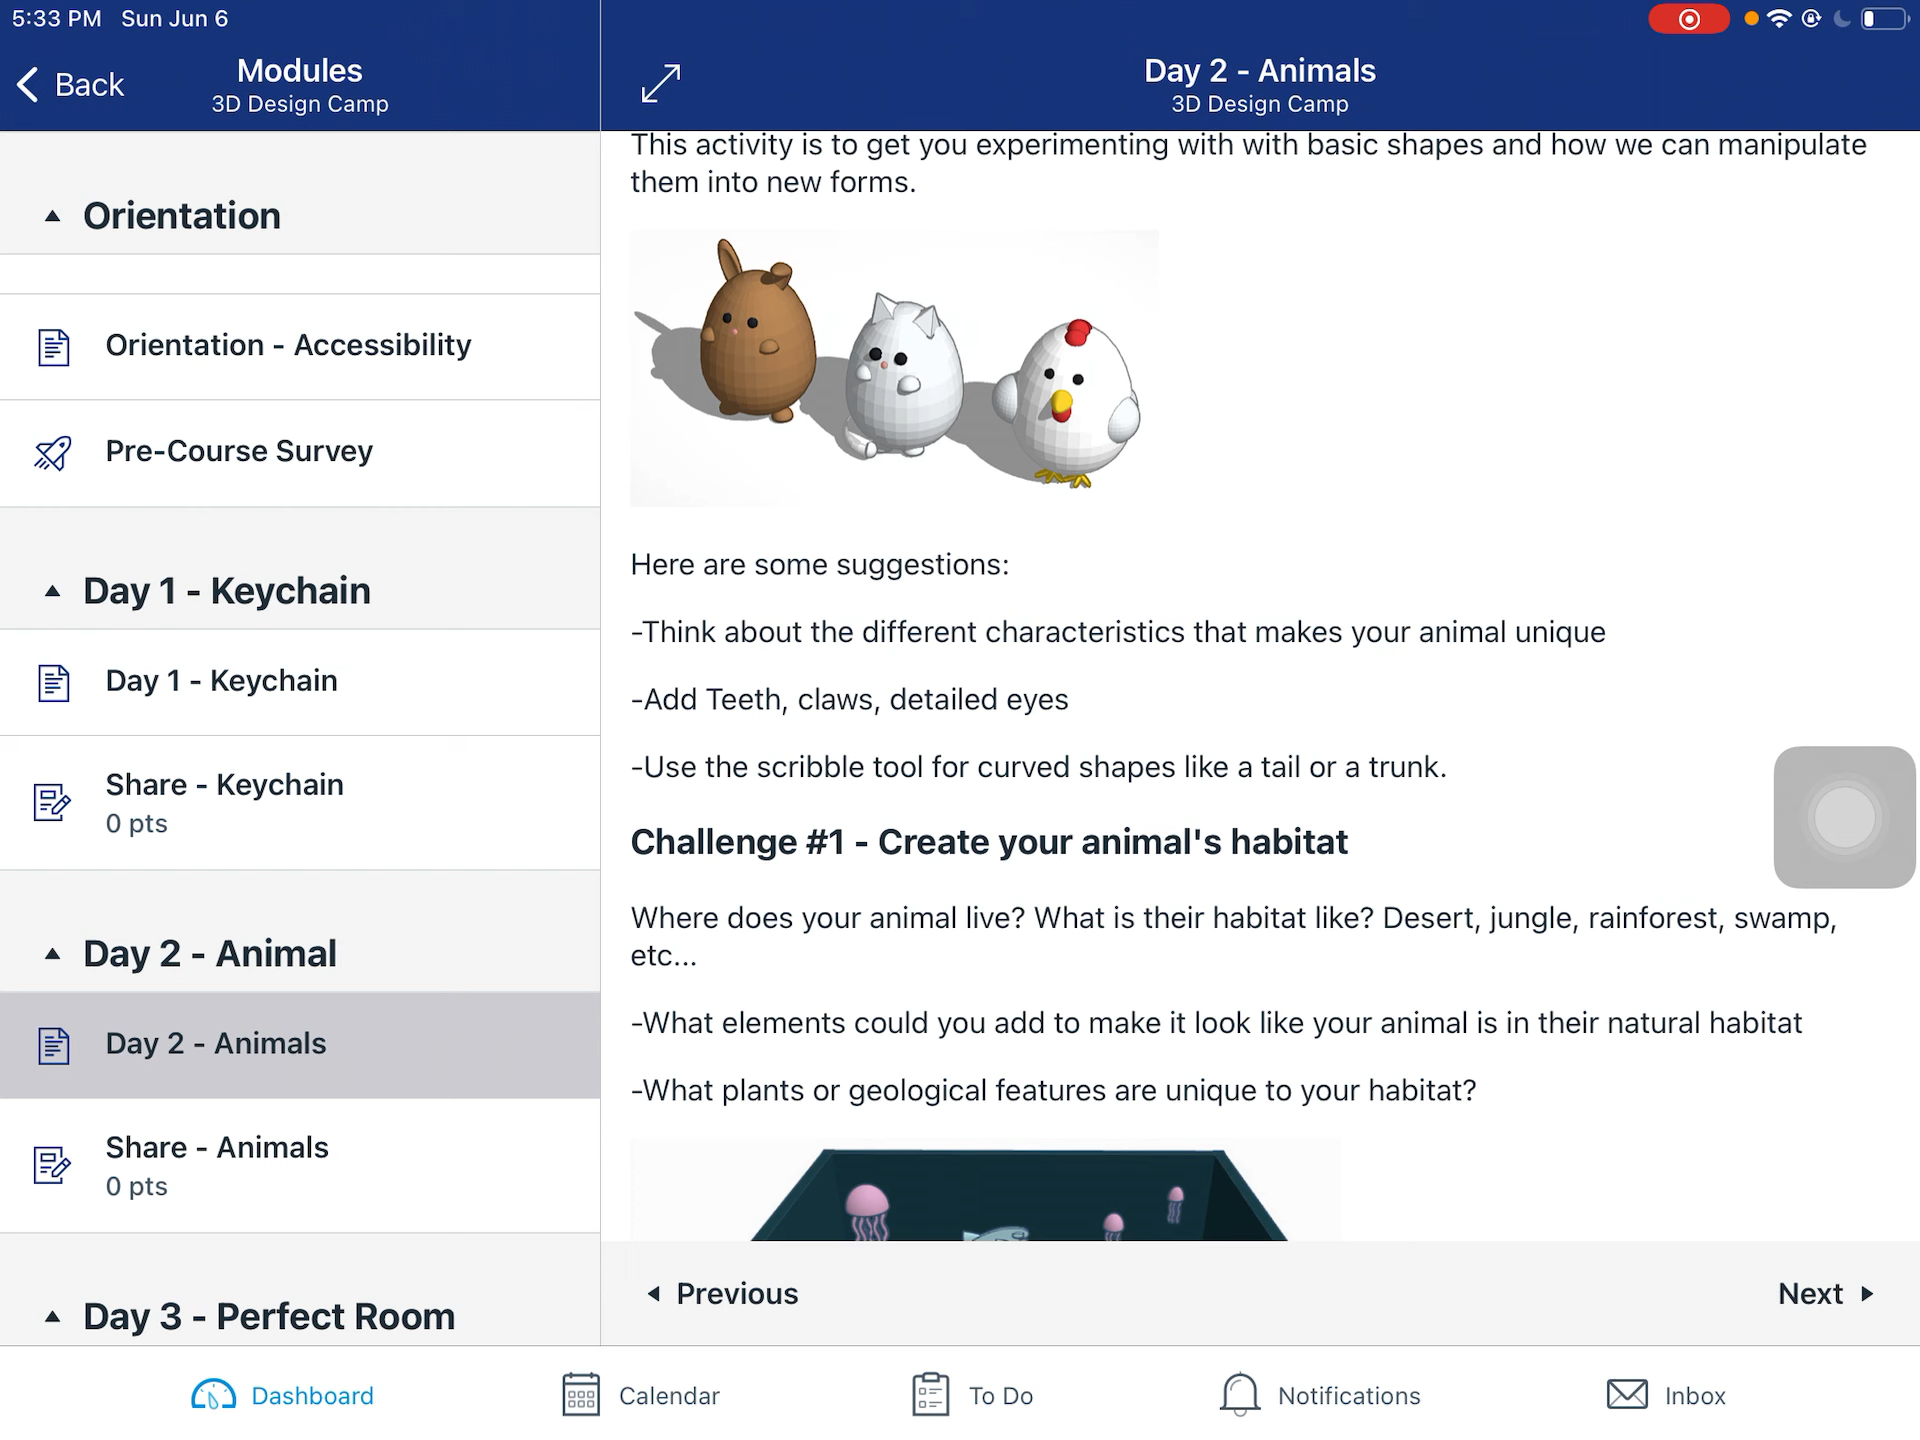 5:33 PM Sun Jun 6
Back
Modules
3D Design Camp
Day 2 - Animals
3D Design Camp
Orientation
Orientation - Accessibility
Pre-Course Survey
Day 1 - Keychain
Day 1 - Keychain
Share - Keychain
0 pts
Day 2 - Animal
Day 2 - Animals
Share - Animals
0 pts
Day 3 - Perfect Room
This activity is to get you experimenting with with basic shapes and how we can manipulate
them into new forms.
Here are some suggestions:
-Think about the different characteristics that makes your animal unique
-Add Teeth, claws, detailed eyes
-Use the scribble tool for curved shapes like a tail or a trunk.
Challenge #1 - Create your animal's habitat
Where does your animal live? What is their habitat like? Desert, jungle, rainforest, swamp,
etc...
-What elements could you add to make it look like your animal is in their natural habitat
-What plants or geological features are unique to your habitat?
Previous
Next
Dashboard
Calendar
To Do
Notifications
Inbox